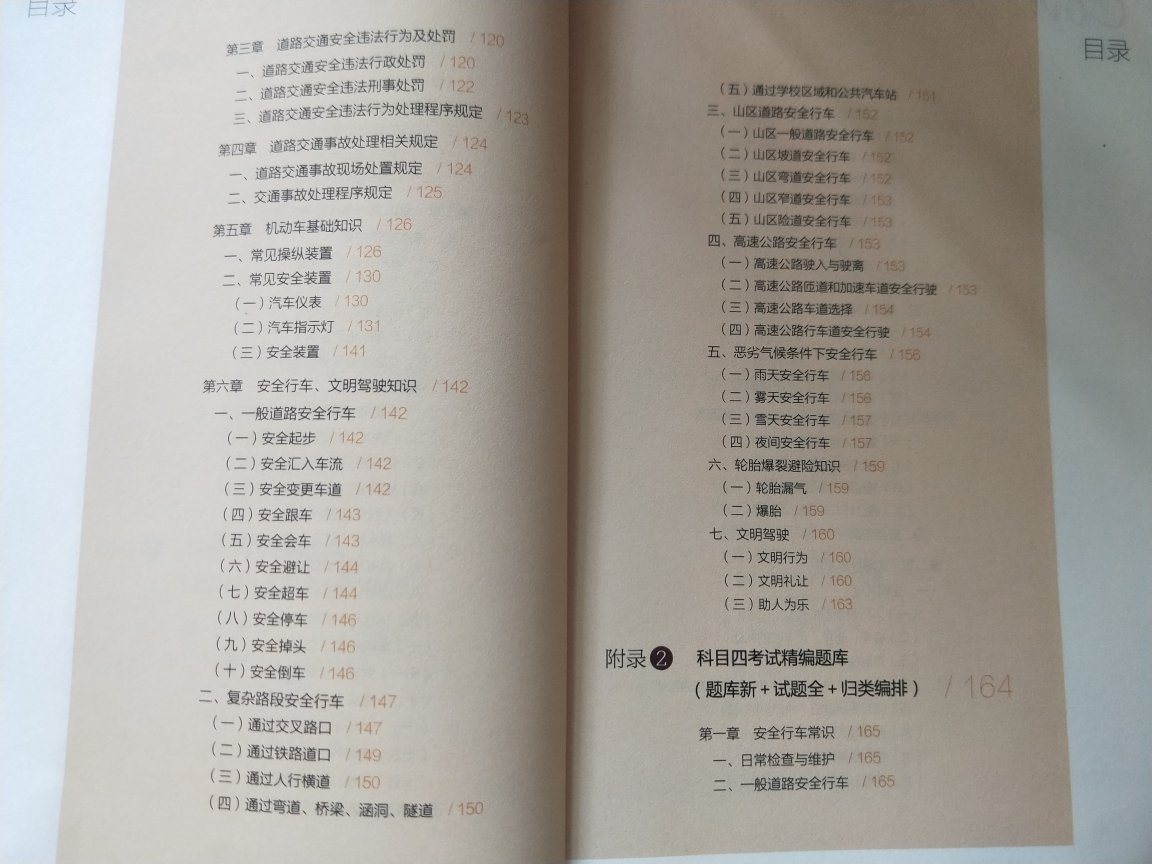 目录
第三章 道路交通安全违法行为及处罚 / 120
一、道路交通安全违法行政处罚 / 120
二、道路交通安全违法刑事处罚 / 122
三、道路交通安全违法行为处理程序规定 / 123
第四章 道路交通事故处理相关规定 / 124
一、道路交通事故现场处置规定 / 124
二、交通事故处理程序规定 / 125
第五章 机动车基础知识 / 126
一、常见操纵装置 / 126
二、常见安全装置 / 130
（一）汽车仪表 / 130
（二）汽车指示灯 / 131
（三）安全装置 / 141
第六章 安全行车、文明驾驶知识 / 142
一、一般道路安全行车 / 142
（一）安全起步 / 142
（二）安全汇入车流 / 142
（三）安全变更车道 / 142
（四）安全跟车 / 143
（五）安全会车 / 143
（六）安全避让 / 144
（七）安全超车 / 144
（八）安全停车 / 146
（九）安全掉头 / 146
（十）安全倒车 / 146
二、复杂路段安全行车 / 147
（一）通过交叉路口 / 147
（二）通过铁路道口 / 149
（三）通过人行横道 / 150
（四）通过弯道、桥梁、涵洞、隧道 / 150
目录
（五）通过学校区域和公共汽车站 / 151
三、山区道路安全行车 / 152
（一）山区一般道路安全行车 / 152
（二）山区坡道安全行车 / 152
（三）山区弯道安全行车 / 152
（四）山区窄道安全行车 / 153
（五）山区险道安全行车 / 153
四、高速公路安全行车 / 153
（一）高速公路驶入与驶离 / 153
（二）高速公路匝道和加速车道安全行驶 / 153
（三）高速公路车道选择 / 154
（四）高速公路行车道安全行驶 / 154
五、恶劣气候条件下安全行车 / 156
（一）雨天安全行车 / 156
（二）雾天安全行车 / 156
（三）雪天安全行车 / 157
（四）夜间安全行车 / 157
六、轮胎爆裂避险知识 / 159
（一）轮胎漏气 / 159
（二）爆胎 / 159
七、文明驾驶 / 160
（一）文明行为 / 160
（二）文明礼让 / 160
（三）助人为乐 / 163
附录2 科目四考试精编题库
（题库新+试题全+归类编排） / 164
第一章 安全行车常识 / 165
一、日常检查与维护 / 165
二、一般道路安全行车 / 165